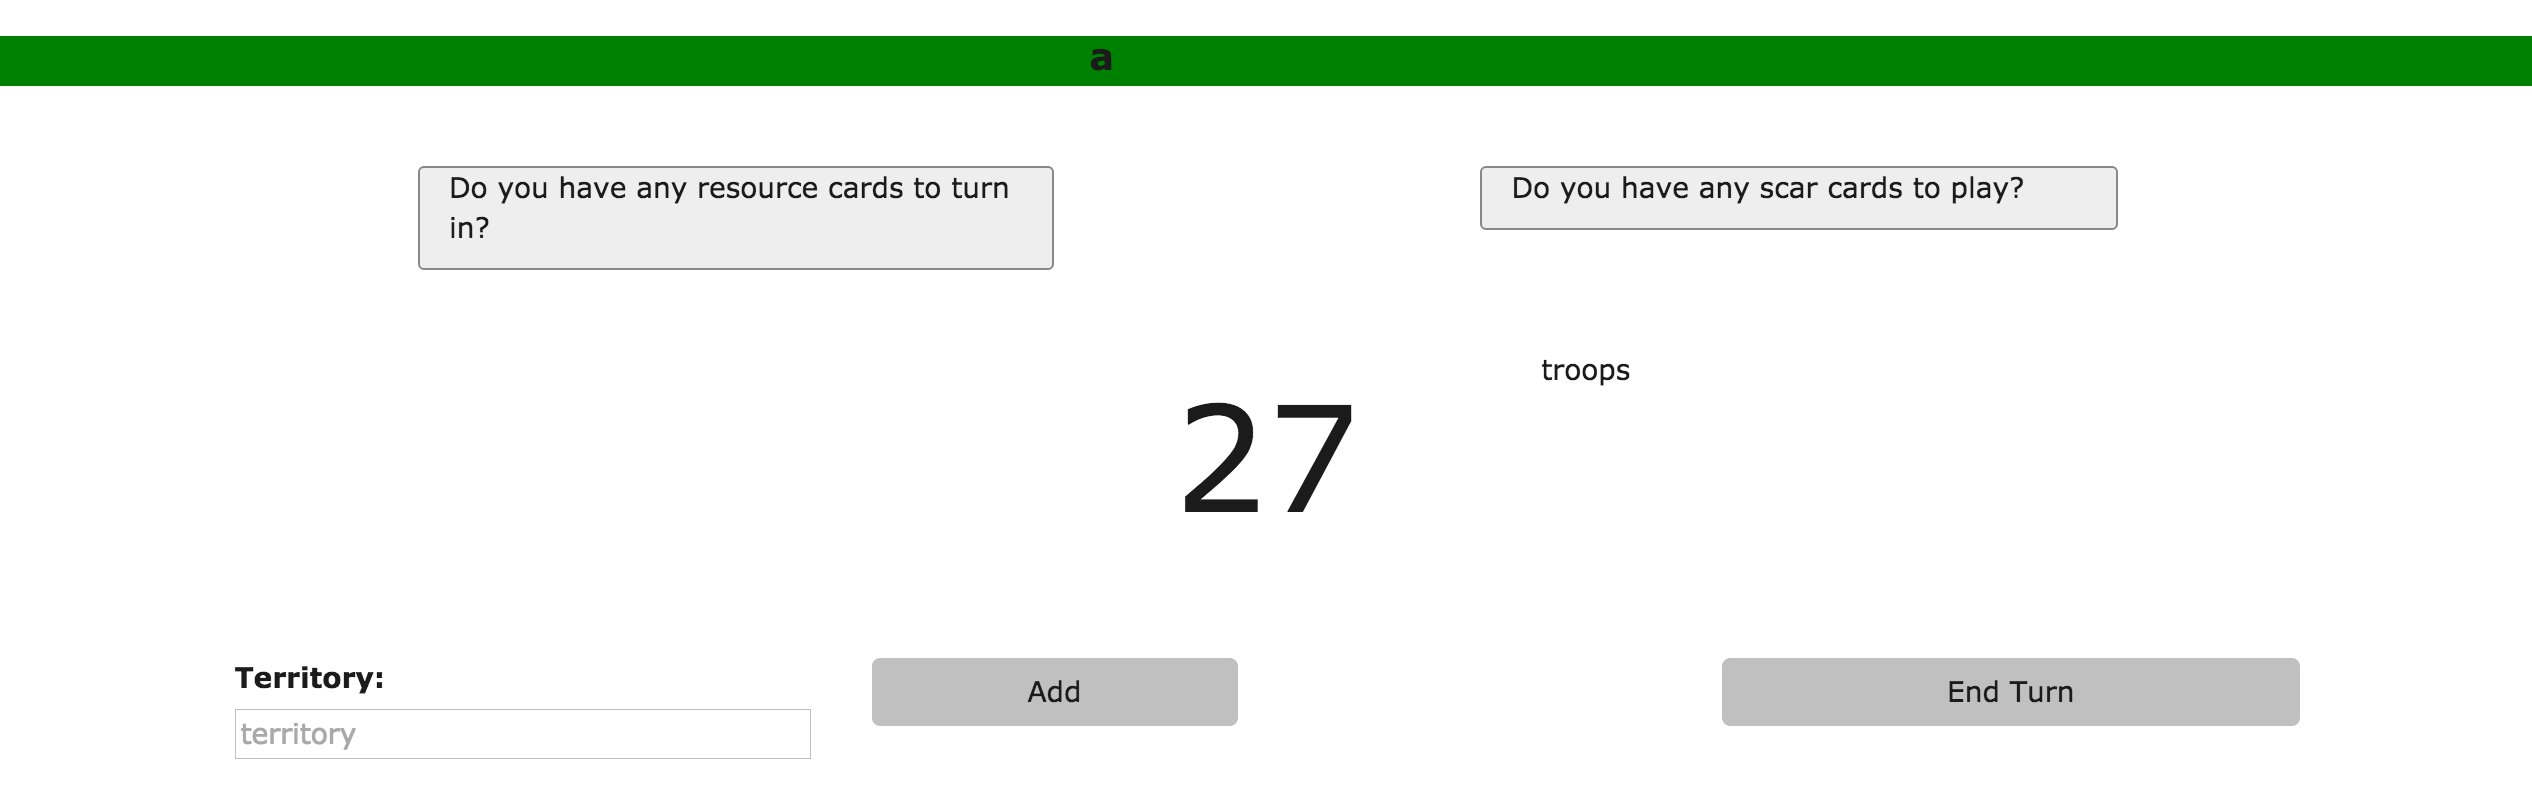 a
Do you have any resource cards to turn
in?
Do you have any scar cards to play?
troops
27
Territory:
territory
Add
End Turn